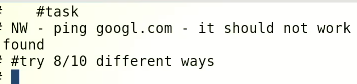 #    #task
# NW - ping googl.com - it should not work
found
# #try 8/10 different ways
#